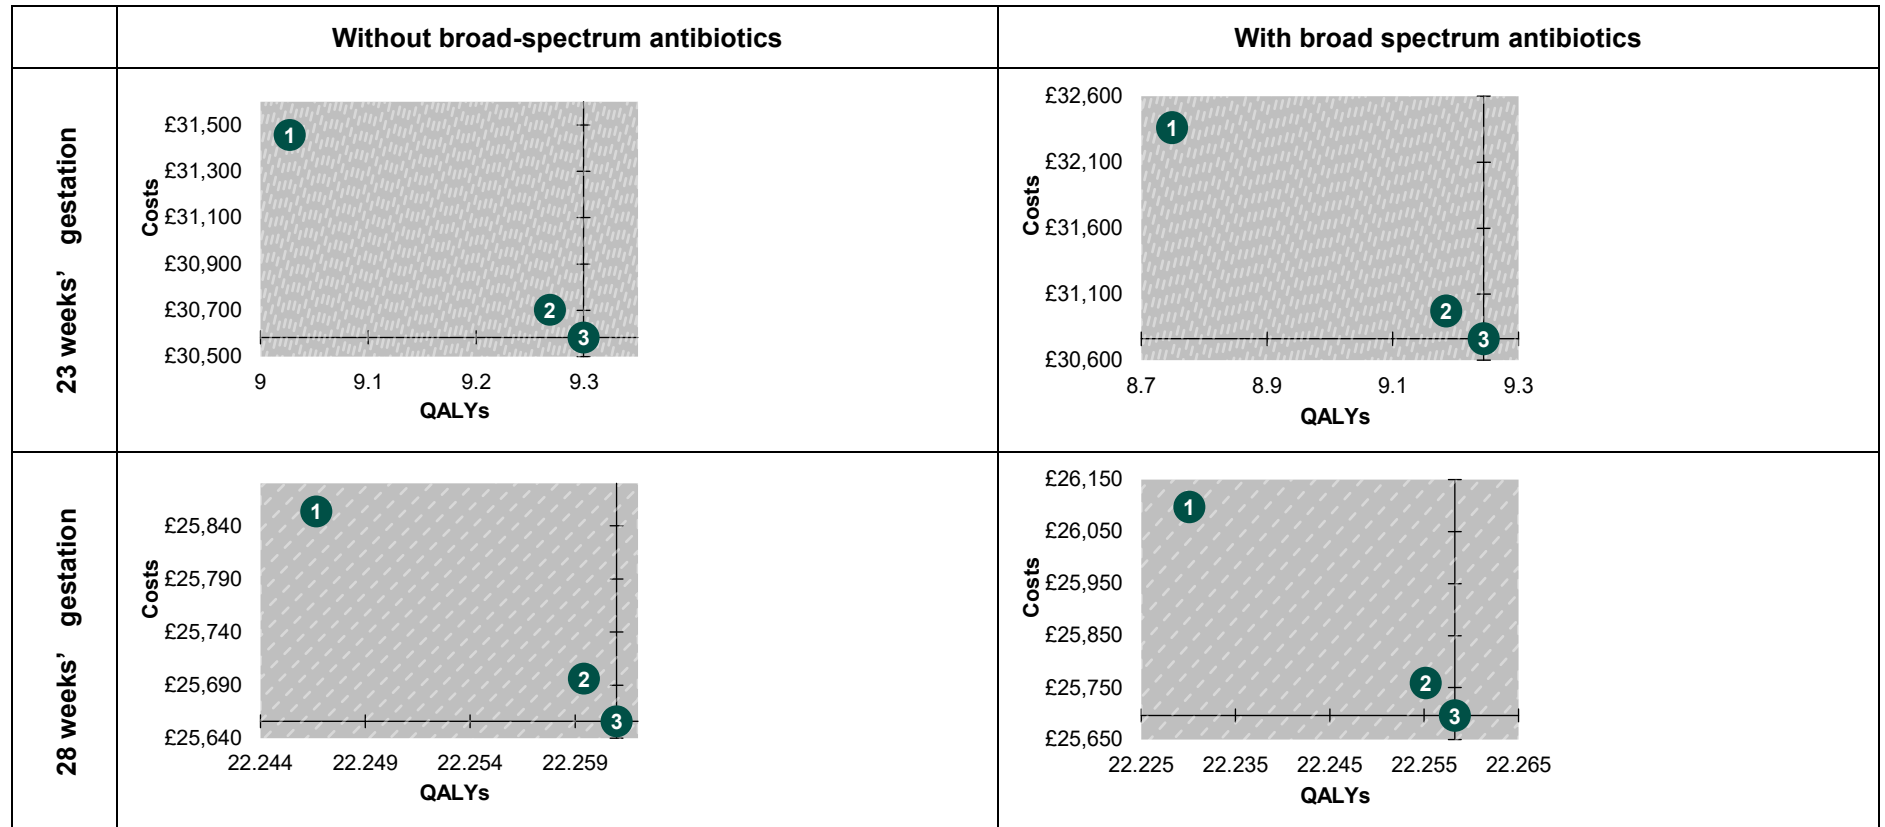 Without broad-spectrum antibiotics
With broad spectrum antibiotics
23 weeks’ gestation
Costs
£31,500
£31,300
£31,100
£30,900
£30,700
£30,500
1
2
3
9 9.1 9.2 9.3
QALYs
Costs
£32,600
£32,100
£31,600
£31,100
£30,600
1
2
3
8.7 8.9 9.1 9.3
QALYs
28 weeks’ gestation
Costs
£25,840
£25,790
£25,740
£25,690
£25,640
1
2
3
22.244 22.249 22.254 22.259
QALYs
Costs
£26,150
£26,050
£25,950
£25,850
£25,750
£25,650
1
2
3
22.225 22.235 22.245 22.255 22.265
QALYs